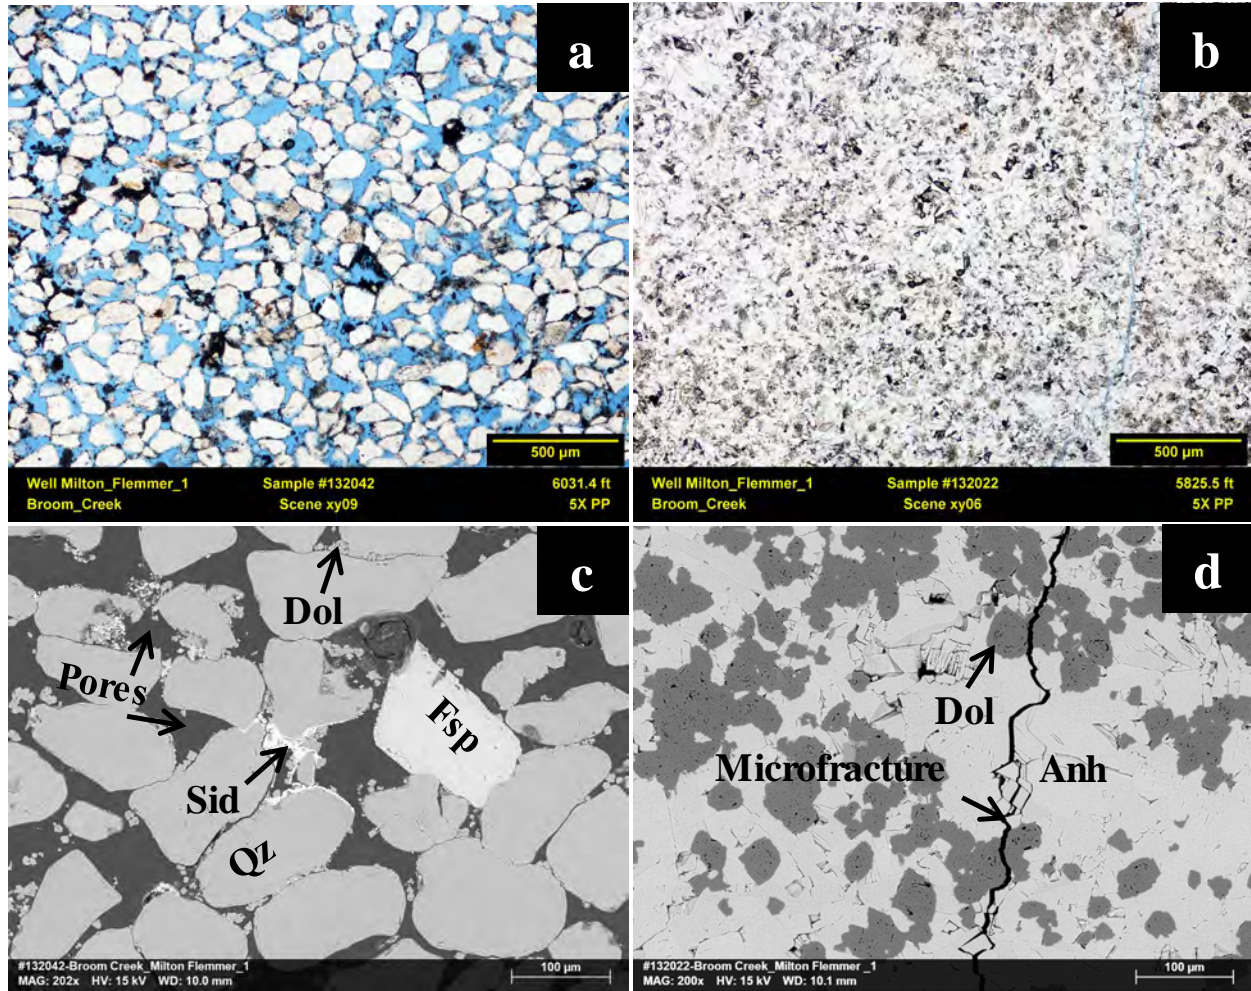 a
500 µm
Well Milton_Flemmer_1 Sample #132042 6031.4 ft
Broom_Creek Scene xy09 5X PP
b
500 µm
Well Milton_Flemmer_1 Sample #132022 5825.5 ft
Broom_Creek Scene xy06 5X PP
c
Dol
Pores
Fsp
Sid
Qz
#132042-Broom Creek_Milton Flemmer _1
MAG: 202x HV: 15 kV WD: 10.0 mm
100 µm
d
Dol
Microfracture Anh
#132022-Broom Creek_Milton Flemmer _1
MAG: 200x HV: 15 kV WD: 10.1 mm
100 µm